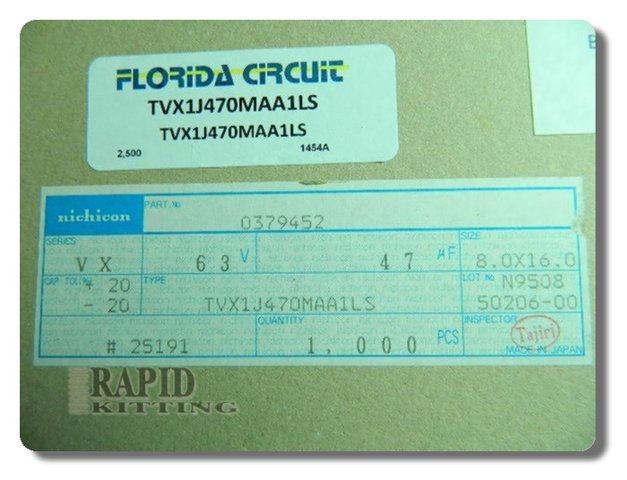 FLORIDA CIRCUIT
TVX1J470MAA1LS
TVX1J470MAA1LS
2,500 1454A
nichicon PART.No 0379452
SERIES VX 63 V 47 µF SIZE 8.0X16.0
CAP TOL(%) + 20 TYPE LOT No N9508
- 20 TVX1J470MAA1LS 50206-00
# 25191 QUANTITY 1,000 PCS INSPECTOR Tajiri
MADE IN JAPAN
RAPID
KITTING